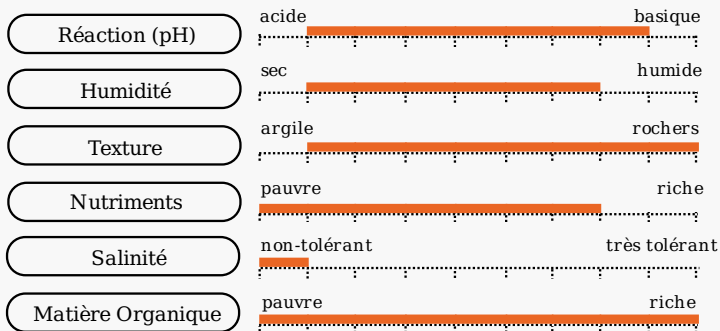 Réaction (pH)
acide basique
Humidité
sec humide
Texture
argile rochers
Nutriments
pauvre riche
Salinité
non-tolérant très tolérant
Matière Organique
pauvre riche